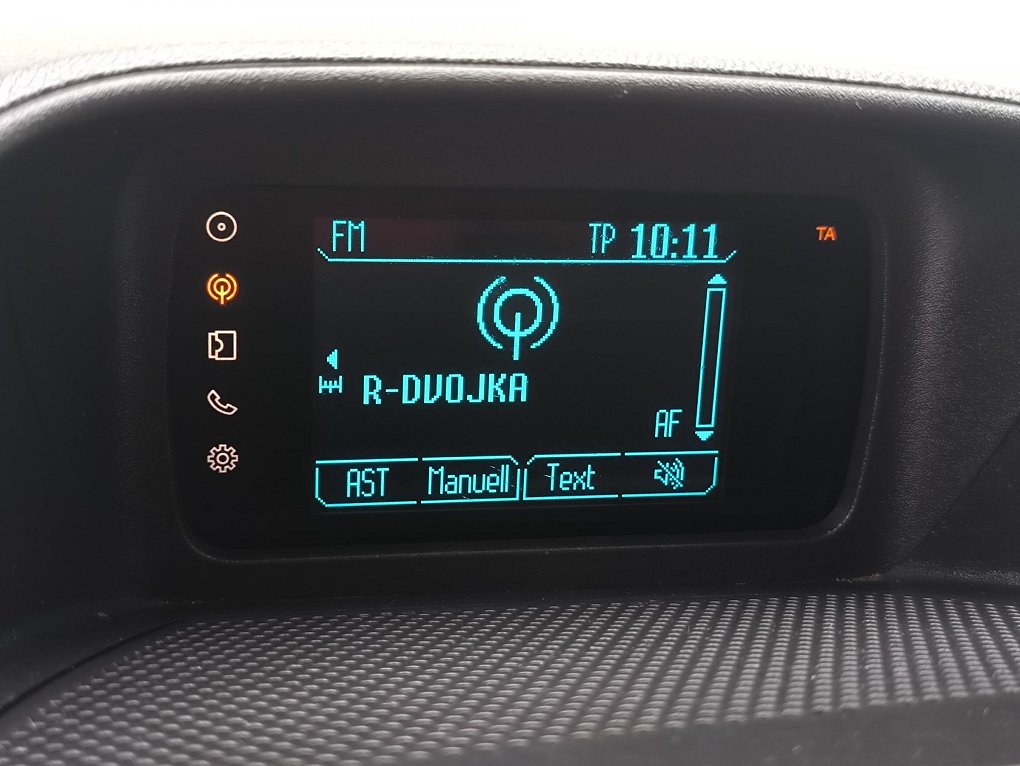 FM TP 10:11 TA
R-DVOJKA
AF
AST Manuell Text